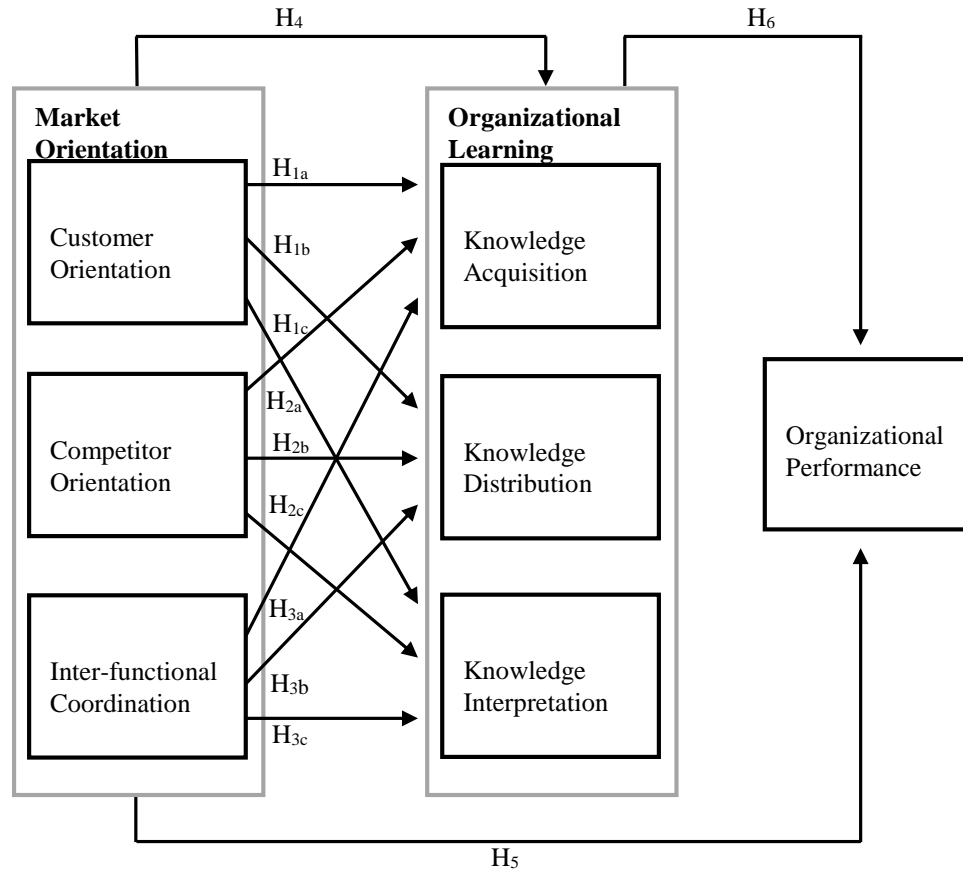 H4
H6
Market
Orientation
Organizational
Learning
H1a
Customer
Orientation
H1b
Knowledge
Acquisition
H1c
H2a
Competitor
Orientation
H2b
H2c
Knowledge
Distribution
Organizational
Performance
H3a
Inter-functional
Coordination
H3b
H3c
Knowledge
Interpretation
H5